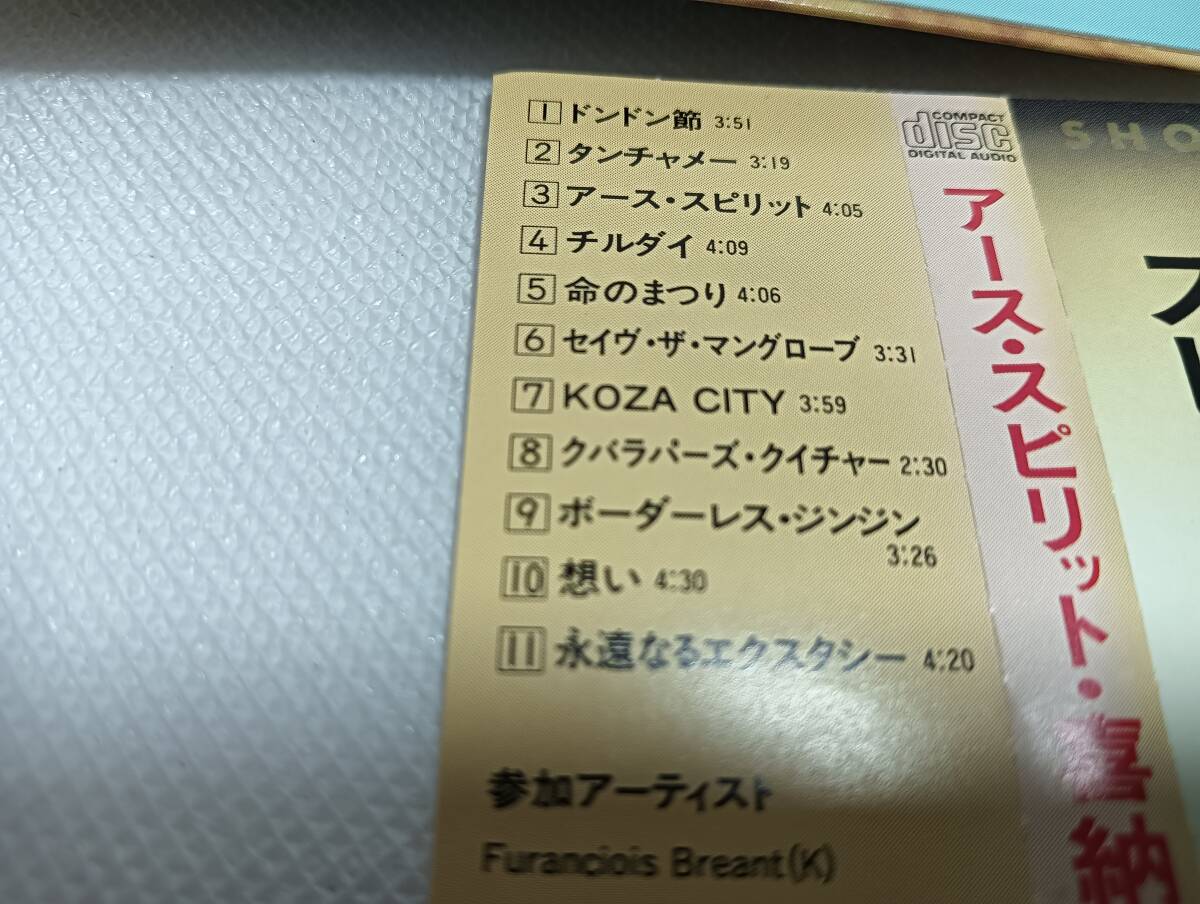 1 ドンドン節 3:51
2 タンチャメー 3:19
3 アース・スピリット 4:05
4 チルダイ 4:09
5 命のまつり 4:06
6 セイヴ・ザ・マングローブ 3:31
7 KOZA CITY 3:59
8 クバラパーズ・クイチャー 2:30
9 ボーダーレス・ジンジン
3:26
10 想い 4:30
11 永遠なるエクスタシー 4:20
参加アーティスト
Furanciois Breant(K)
COMPACT
disc
DIGITAL AUDIO
アース・スピリット・喜納
SHO